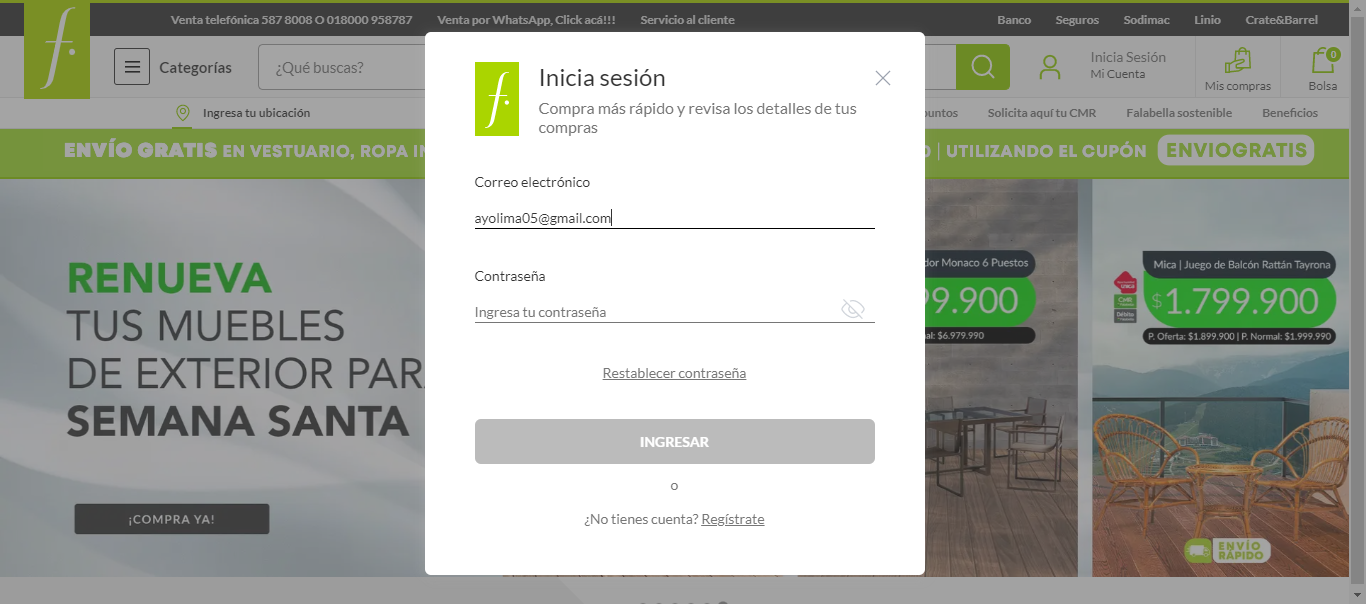 Venta telefónica 587 8008 O 018000 958787
Venta por WhatsApp, Click acá!!!
Servicio al cliente
Banco
Seguros
Sodimac
Linio
Crate&Barrel
f.
Categorías
¿Qué buscas?
Inicia Sesión
Mi Cuenta
Mis compras
0
Bolsa
Ingresa tu ubicación
Solicita aquí tu CMR
Falabella sostenible
Beneficios
ENVÍO GRATIS EN VESTUARIO, ROPA
| UTILIZANDO EL CUPÓN ENVIOGRATIS
f.
Inicia sesión
Compra más rápido y revisa los detalles de tus
compras
Correo electrónico
ayolima05@gmail.com
Contraseña
Ingresa tu contraseña
Restablecer contraseña
INGRESAR
o
¿No tienes cuenta? Regístrate
RENUEVA
TUS MUEBLES
DE EXTERIOR PARA
SEMANA SANTA
¡COMPRA YA!
Monaco 6 Puestos
9.900
$6.979.990
Mica | Juego de Balcón Rattán Tayrona
ÚNICA
CMR
Débito
$1.799.900
P. Oferta: $1.899.900 | P. Normal: $1.999.990
ENVÍO
RÁPIDO